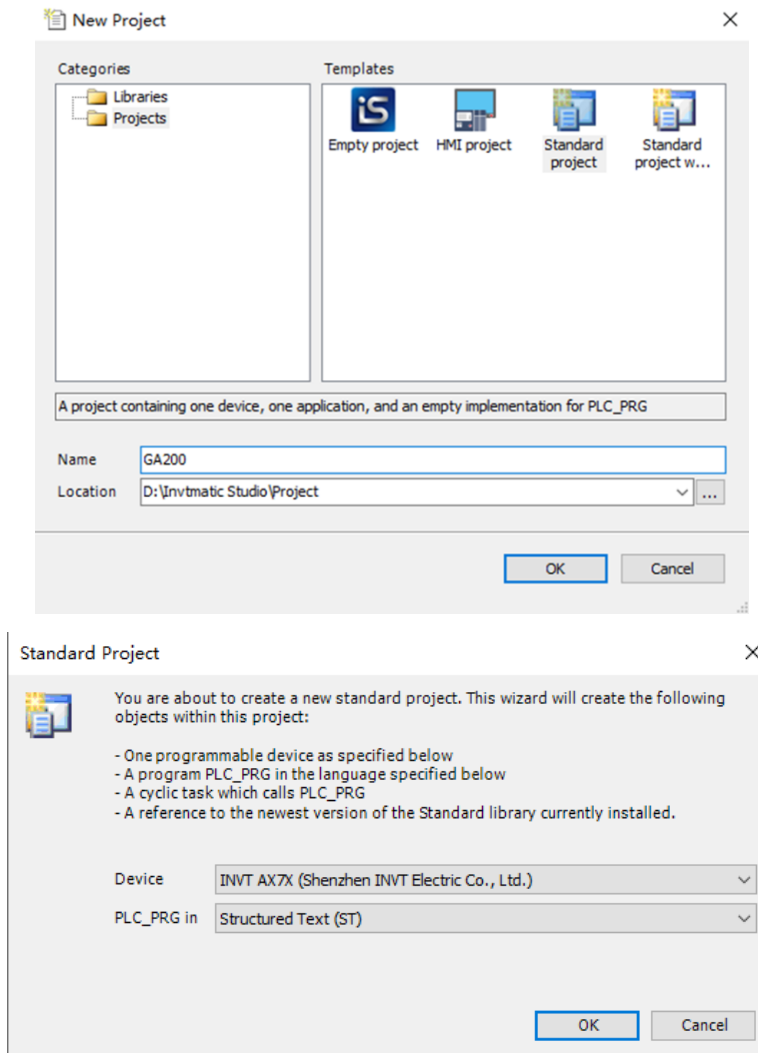 New Project
Categories
Templates
Libraries
Projects
iS
Empty project
HMI project
Standard
project
Standard
project w...
A project containing one device, one application, and an empty implementation for PLC_PRG
Name
GA200
Location
D:\Invtmatic Studio\Project
...
OK
Cancel
Standard Project
You are about to create a new standard project. This wizard will create the following
objects within this project:
- One programmable device as specified below
- A program PLC_PRG in the language specified below
- A cyclic task which calls PLC_PRG
- A reference to the newest version of the Standard library currently installed.
Device
INVT AX7X (Shenzhen INVT Electric Co., Ltd.)
PLC_PRG in
Structured Text (ST)
OK
Cancel